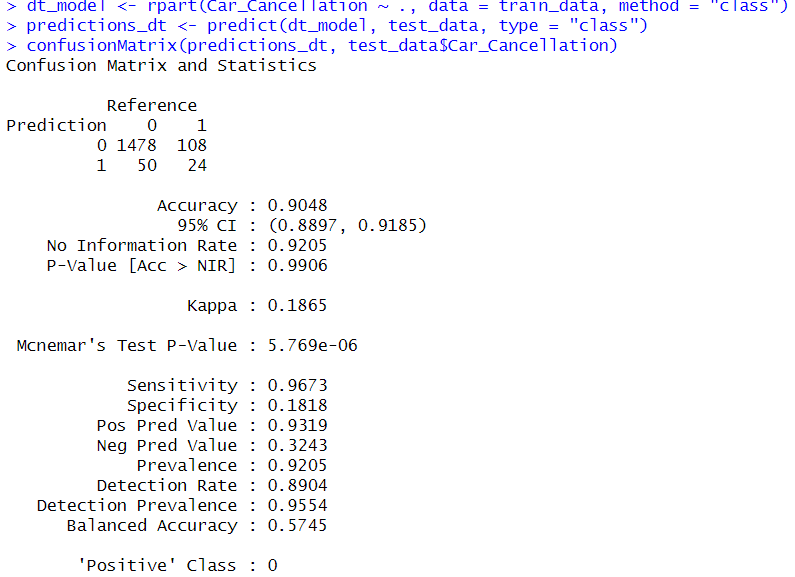 > dt_model <- rpart(Car_Cancellation ~ ., data = train_data, method = "class")
> predictions_dt <- predict(dt_model, test_data, type = "class")
> confusionMatrix(predictions_dt, test_data$Car_Cancellation)
Confusion Matrix and Statistics

          Reference
Prediction    0    1
         0 1478  108
         1   50   24

               Accuracy : 0.9048
                 95% CI : (0.8897, 0.9185)
    No Information Rate : 0.9205
    P-Value [Acc > NIR] : 0.9906

                  Kappa : 0.1865

 Mcnemar's Test P-Value : 5.769e-06

            Sensitivity : 0.9673
            Specificity : 0.1818
         Pos Pred Value : 0.9319
         Neg Pred Value : 0.3243
             Prevalence : 0.9205
         Detection Rate : 0.8904
   Detection Prevalence : 0.9554
      Balanced Accuracy : 0.5745

       'Positive' Class : 0